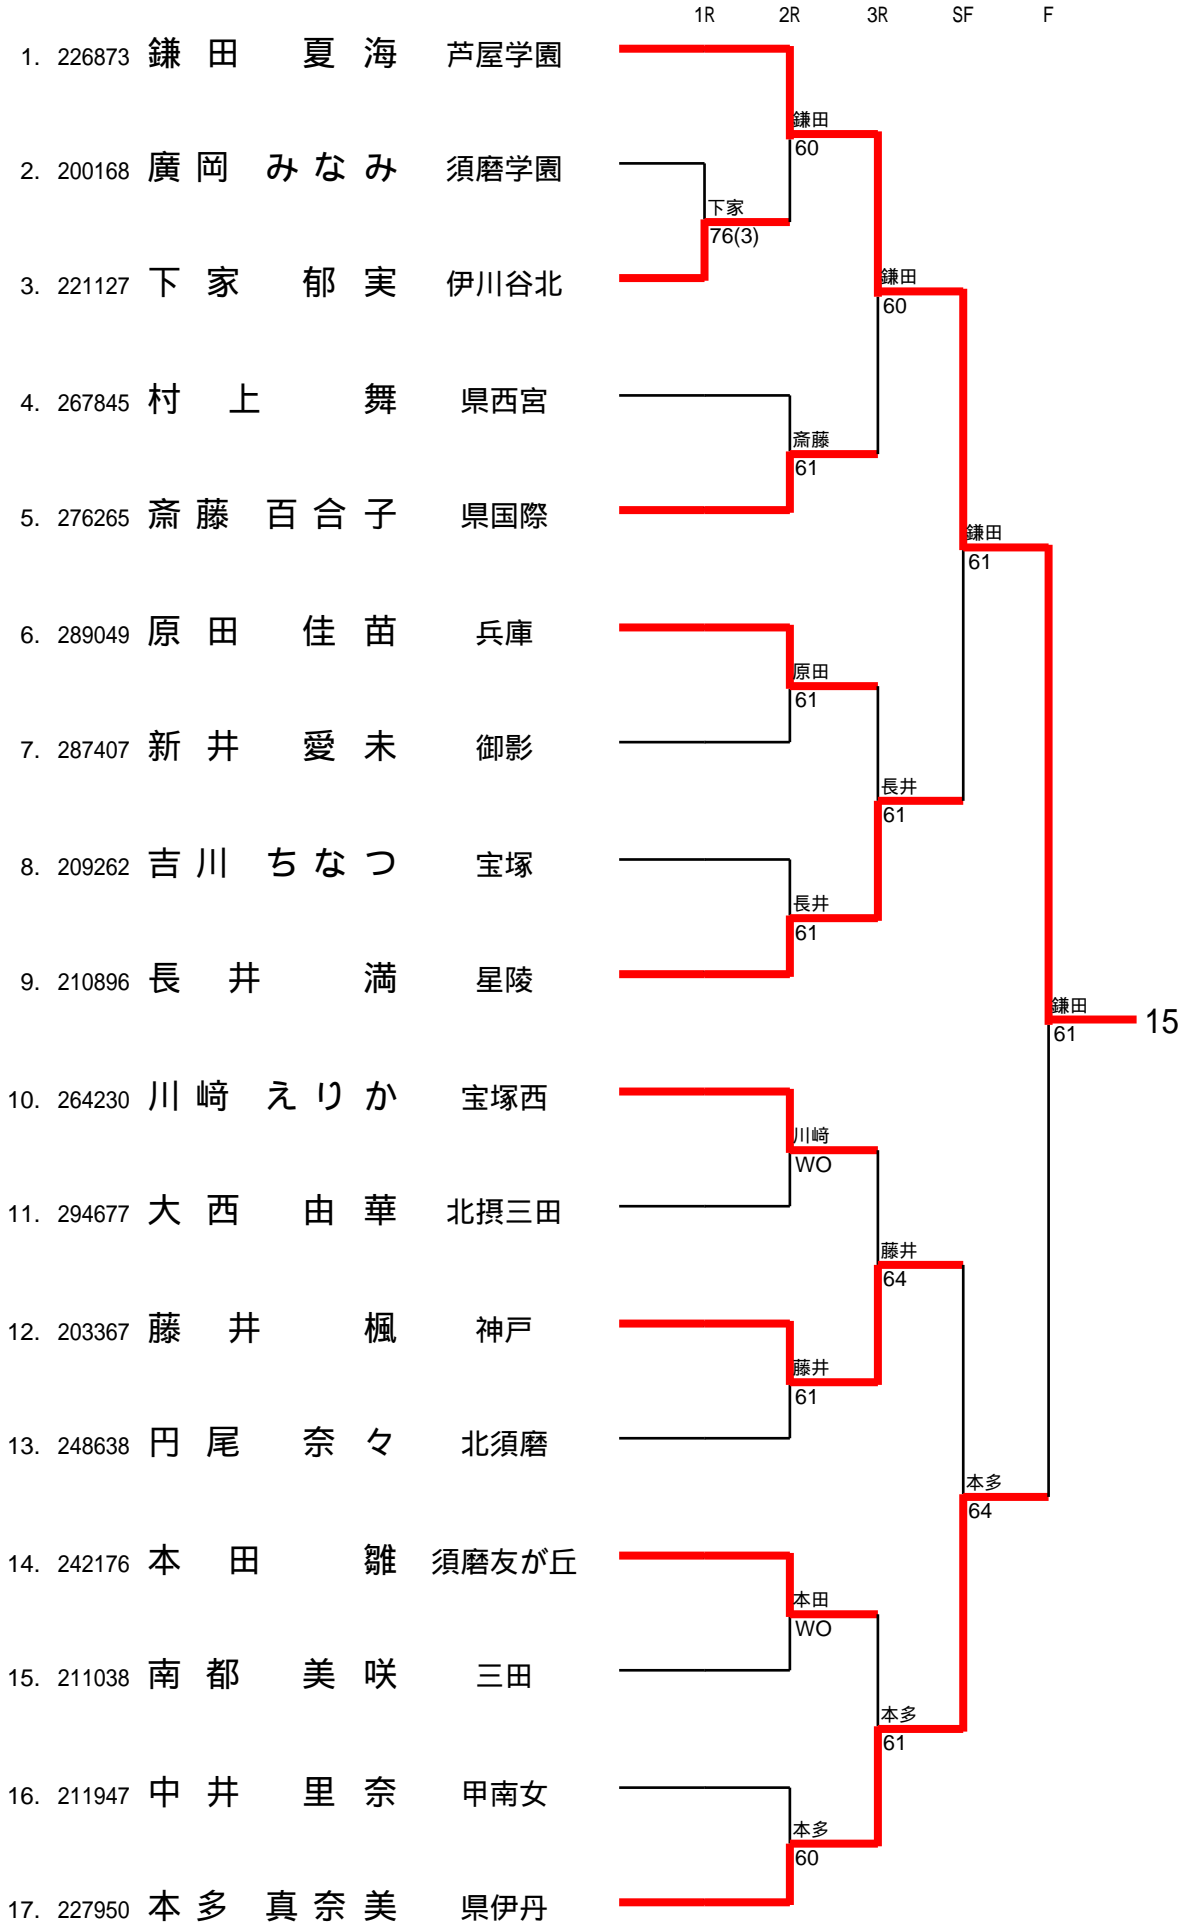 1R 2R 3R SF F
1. 226873 鎌田 夏海 芦屋学園
鎌田
60
2. 200168 廣岡 みなみ 須磨学園
下家
76(3)
3. 221127 下家 郁実 伊川谷北
鎌田
60
4. 267845 村上 舞 県西宮
斎藤
61
5. 276265 斎藤 百合子 県国際
鎌田
61
6. 289049 原田 佳苗 兵庫
原田
61
7. 287407 新井 愛未 御影
長井
61
8. 209262 吉川 ちなつ 宝塚
長井
61
9. 210896 長井 満 星陵
鎌田
61
15
10. 264230 川﨑 えりか 宝塚西
川﨑
WO
11. 294677 大西 由華 北摂三田
藤井
64
12. 203367 藤井 楓 神戸
藤井
61
13. 248638 円尾 奈々 北須磨
本多
64
14. 242176 本田 雛 須磨友が丘
本田
WO
15. 211038 南都 美咲 三田
本多
61
16. 211947 中井 里奈 甲南女
本多
60
17. 227950 本多 真奈美 県伊丹